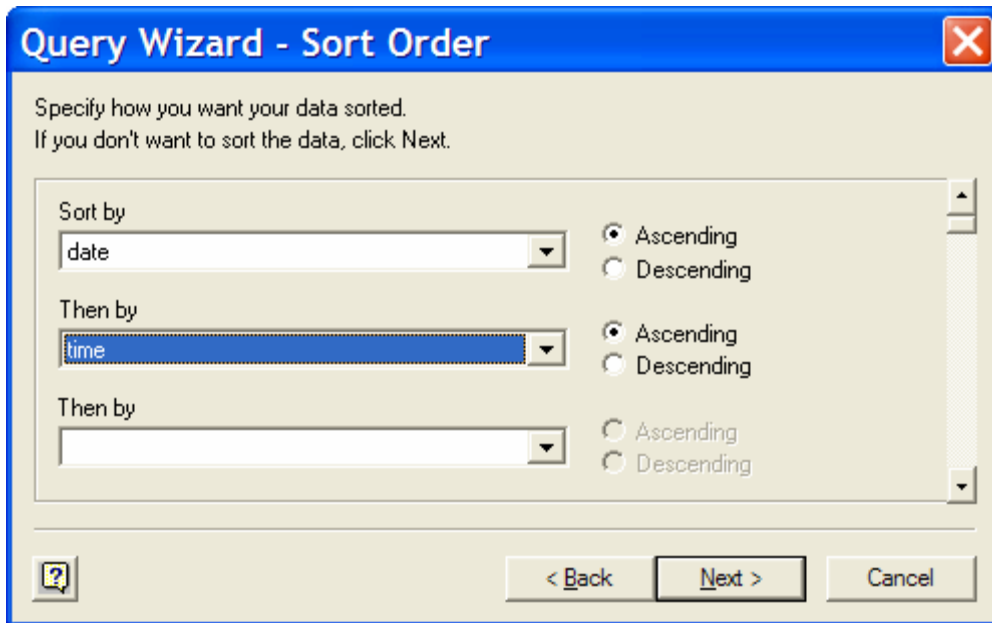 Query Wizard - Sort Order
Specify how you want your data sorted.
If you don't want to sort the data, click Next.
Sort by
date
Ascending
Descending
Then by
time
Ascending
Descending
Then by
Ascending
Descending
?
< Back
Next >
Cancel